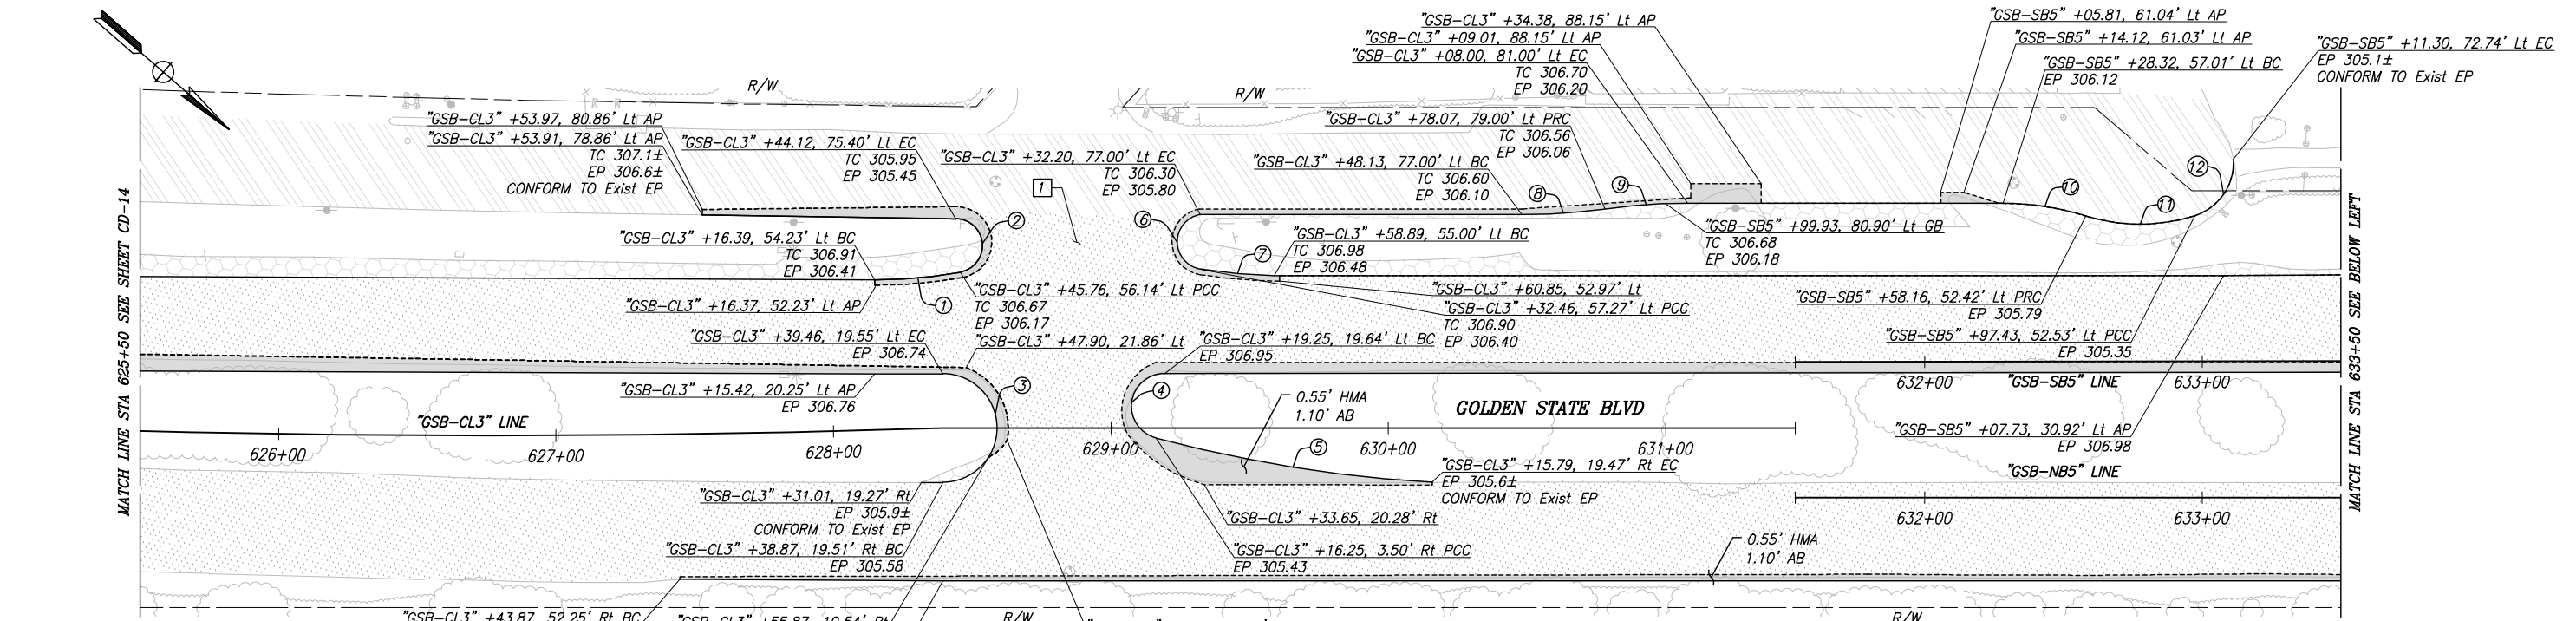 "GSB-CL3" +34.38, 88.15' Lt AP
"GSB-CL3" +09.01, 88.15' Lt AP
"GSB-CL3" +08.00, 81.00' Lt EC
TC 306.70
EP 306.20
"GSB-SB5" +05.81, 61.04' Lt AP
"GSB-SB5" +14.12, 61.03' Lt AP
"GSB-SB5" +28.32, 57.01' Lt BC
EP 306.12
"GSB-SB5" +11.30, 72.74' Lt EC
EP 305.1±
CONFORM TO Exist EP
R/W
R/W
"GSB-CL3" +53.97, 80.86' Lt AP
"GSB-CL3" +53.91, 78.86' Lt AP
TC 307.1±
EP 306.6±
CONFORM TO Exist EP
"GSB-CL3" +44.12, 75.40' Lt EC
TC 305.95
EP 305.45
"GSB-CL3" +32.20, 77.00' Lt EC
TC 306.30
EP 305.80
"GSB-CL3" +78.07, 79.00' Lt PRC
TC 306.56
EP 306.06
"GSB-CL3" +48.13, 77.00' Lt BC
TC 306.60
EP 306.10
1
2
6
8
9
10
11
12
"GSB-CL3" +16.39, 54.23' Lt BC
TC 306.91
EP 306.41
"GSB-CL3" +58.89, 55.00' Lt BC
TC 306.98
EP 306.48
7
"GSB-SB5" +99.93, 80.90' Lt GB
TC 306.68
EP 306.18
"GSB-CL3" +16.37, 52.23' Lt AP
1
"GSB-CL3" +45.76, 56.14' Lt PCC
TC 306.67
EP 306.17
"GSB-CL3" +60.85, 52.97' Lt
"GSB-CL3" +32.46, 57.27' Lt PCC
TC 306.90
EP 306.40
"GSB-SB5" +58.16, 52.42' Lt PRC
EP 305.79
"GSB-SB5" +97.43, 52.53' Lt PCC
EP 305.35
"GSB-CL3" +39.46, 19.55' Lt EC
EP 306.74
"GSB-CL3" +47.90, 21.86' Lt
"GSB-CL3" +19.25, 19.64' Lt BC
EP 306.95
MATCH LINE STA 625+50 SEE SHEET CD-14
MATCH LINE STA 633+50 SEE BELOW LEFT
"GSB-CL3" +15.42, 20.25' Lt AP
EP 306.76
3
4
0.55' HMA
1.10' AB
GOLDEN STATE BLVD
632+00
"GSB-SB5" LINE
633+00
"GSB-CL3" LINE
626+00
627+00
628+00
629+00
630+00
631+00
5
"GSB-SB5" +07.73, 30.92' Lt AP
EP 306.98
"GSB-NB5" LINE
"GSB-CL3" +15.79, 19.47' Rt EC
EP 305.6±
CONFORM TO Exist EP
"GSB-CL3" +31.01, 19.27' Rt
EP 305.9±
CONFORM TO Exist EP
"GSB-CL3" +33.65, 20.28' Rt
632+00
633+00
"GSB-CL3" +38.87, 19.51' Rt BC
EP 305.58
"GSB-CL3" +16.25, 3.50' Rt PCC
EP 305.43
0.55' HMA
1.10' AB
"GSB-CL3" +43.87, 52.25' Rt BC
"GSB-CL3" +55.87, 10.54' Rt
R/W
R/W